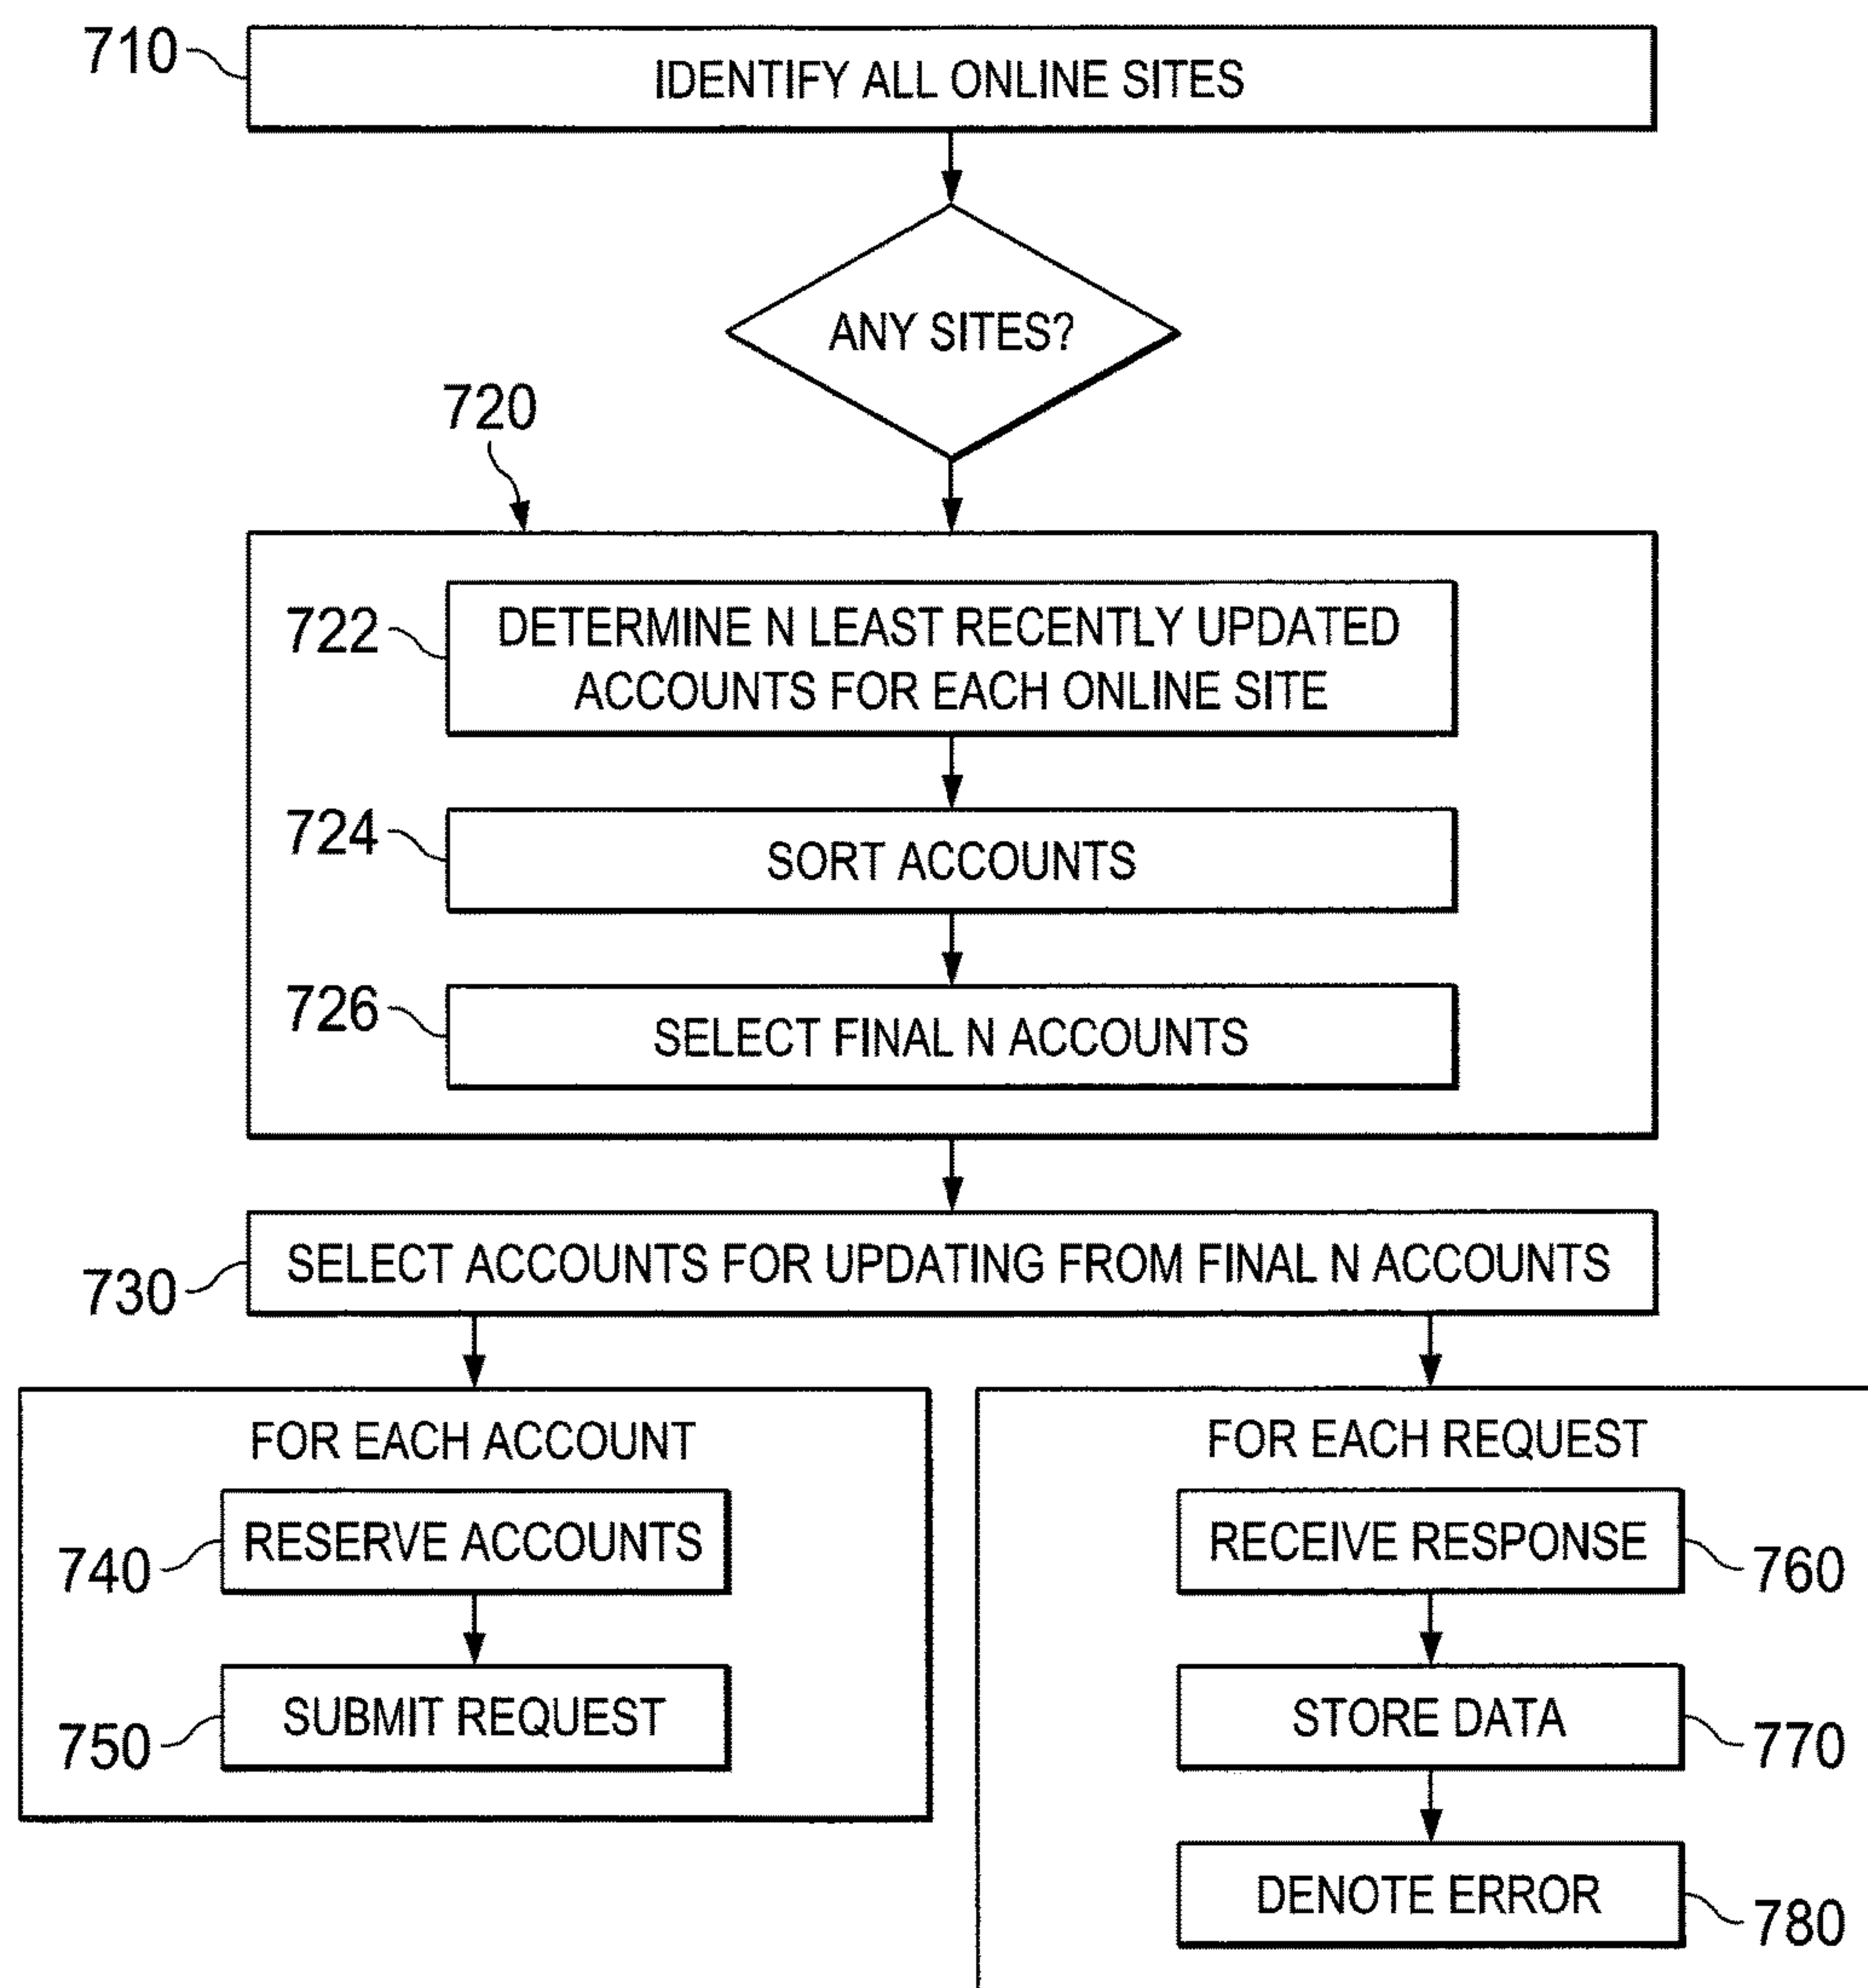 710
IDENTIFY ALL ONLINE SITES
ANY SITES?
720
722
DETERMINE N LEAST RECENTLY UPDATED
ACCOUNTS FOR EACH ONLINE SITE
724
SORT ACCOUNTS
726
SELECT FINAL N ACCOUNTS
730
SELECT ACCOUNTS FOR UPDATING FROM FINAL N ACCOUNTS
FOR EACH ACCOUNT
740
RESERVE ACCOUNTS
750
SUBMIT REQUEST
FOR EACH REQUEST
RECEIVE RESPONSE
760
STORE DATA
770
DENOTE ERROR
780